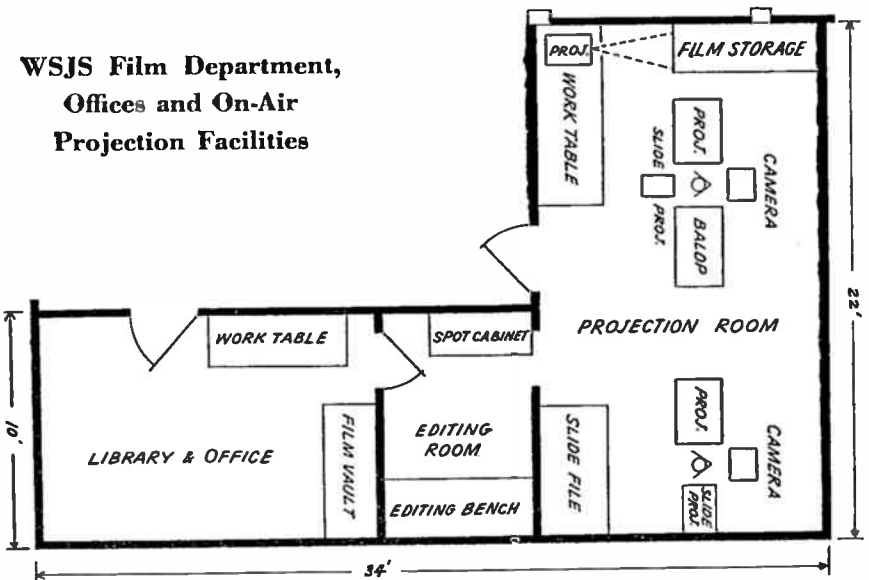 WSJS Film Department,
Offices and On-Air
Projection Facilities
PROJ.
FILM STORAGE
WORK TABLE
PROJ.
SLIDE
PROJ.
CAMERA
BALOP
22'
PROJECTION ROOM
WORK TABLE
SPOT CABINET
10'
LIBRARY & OFFICE
FILM VAULT
EDITING
ROOM
EDITING BENCH
SLIDE FILE
PROJ.
CAMERA
SLIDE
PROJ.
34'